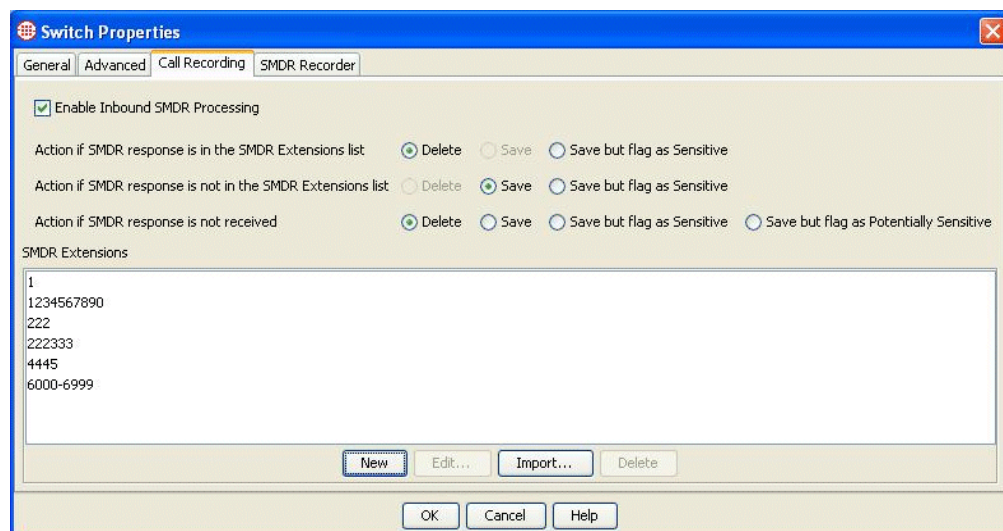 Switch Properties
General Advanced Call Recording SMDR Recorder
Enable Inbound SMDR Processing
Action if SMDR response is in the SMDR Extensions list Delete Save Save but flag as Sensitive
Action if SMDR response is not in the SMDR Extensions list Delete Save Save but flag as Sensitive
Action if SMDR response is not received Delete Save Save but flag as Sensitive Save but flag as Potentially Sensitive
SMDR Extensions
1
1234567890
222
222333
4445
6000-6999
New Edit... Import... Delete
OK Cancel Help